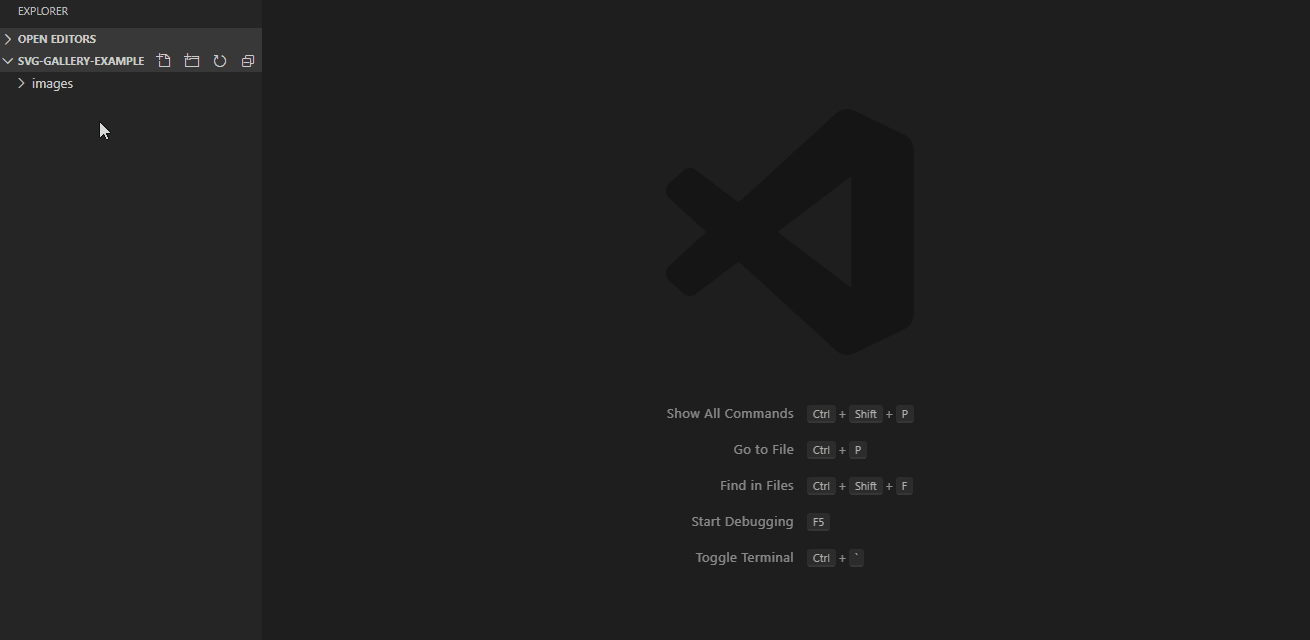 EXPLORER
OPEN EDITORS
SVG-GALLERY-EXAMPLE
images
Show All Commands Ctrl + Shift + P
Go to File Ctrl + P
Find in Files Ctrl + Shift + F
Start Debugging F5
Toggle Terminal Ctrl + `